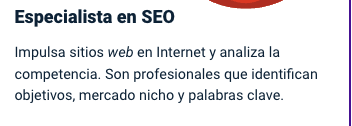 Especialista en SEO
Impulsa sitios web en Internet y analiza la
competencia. Son profesionales que identifican
objetivos, mercado nicho y palabras clave.